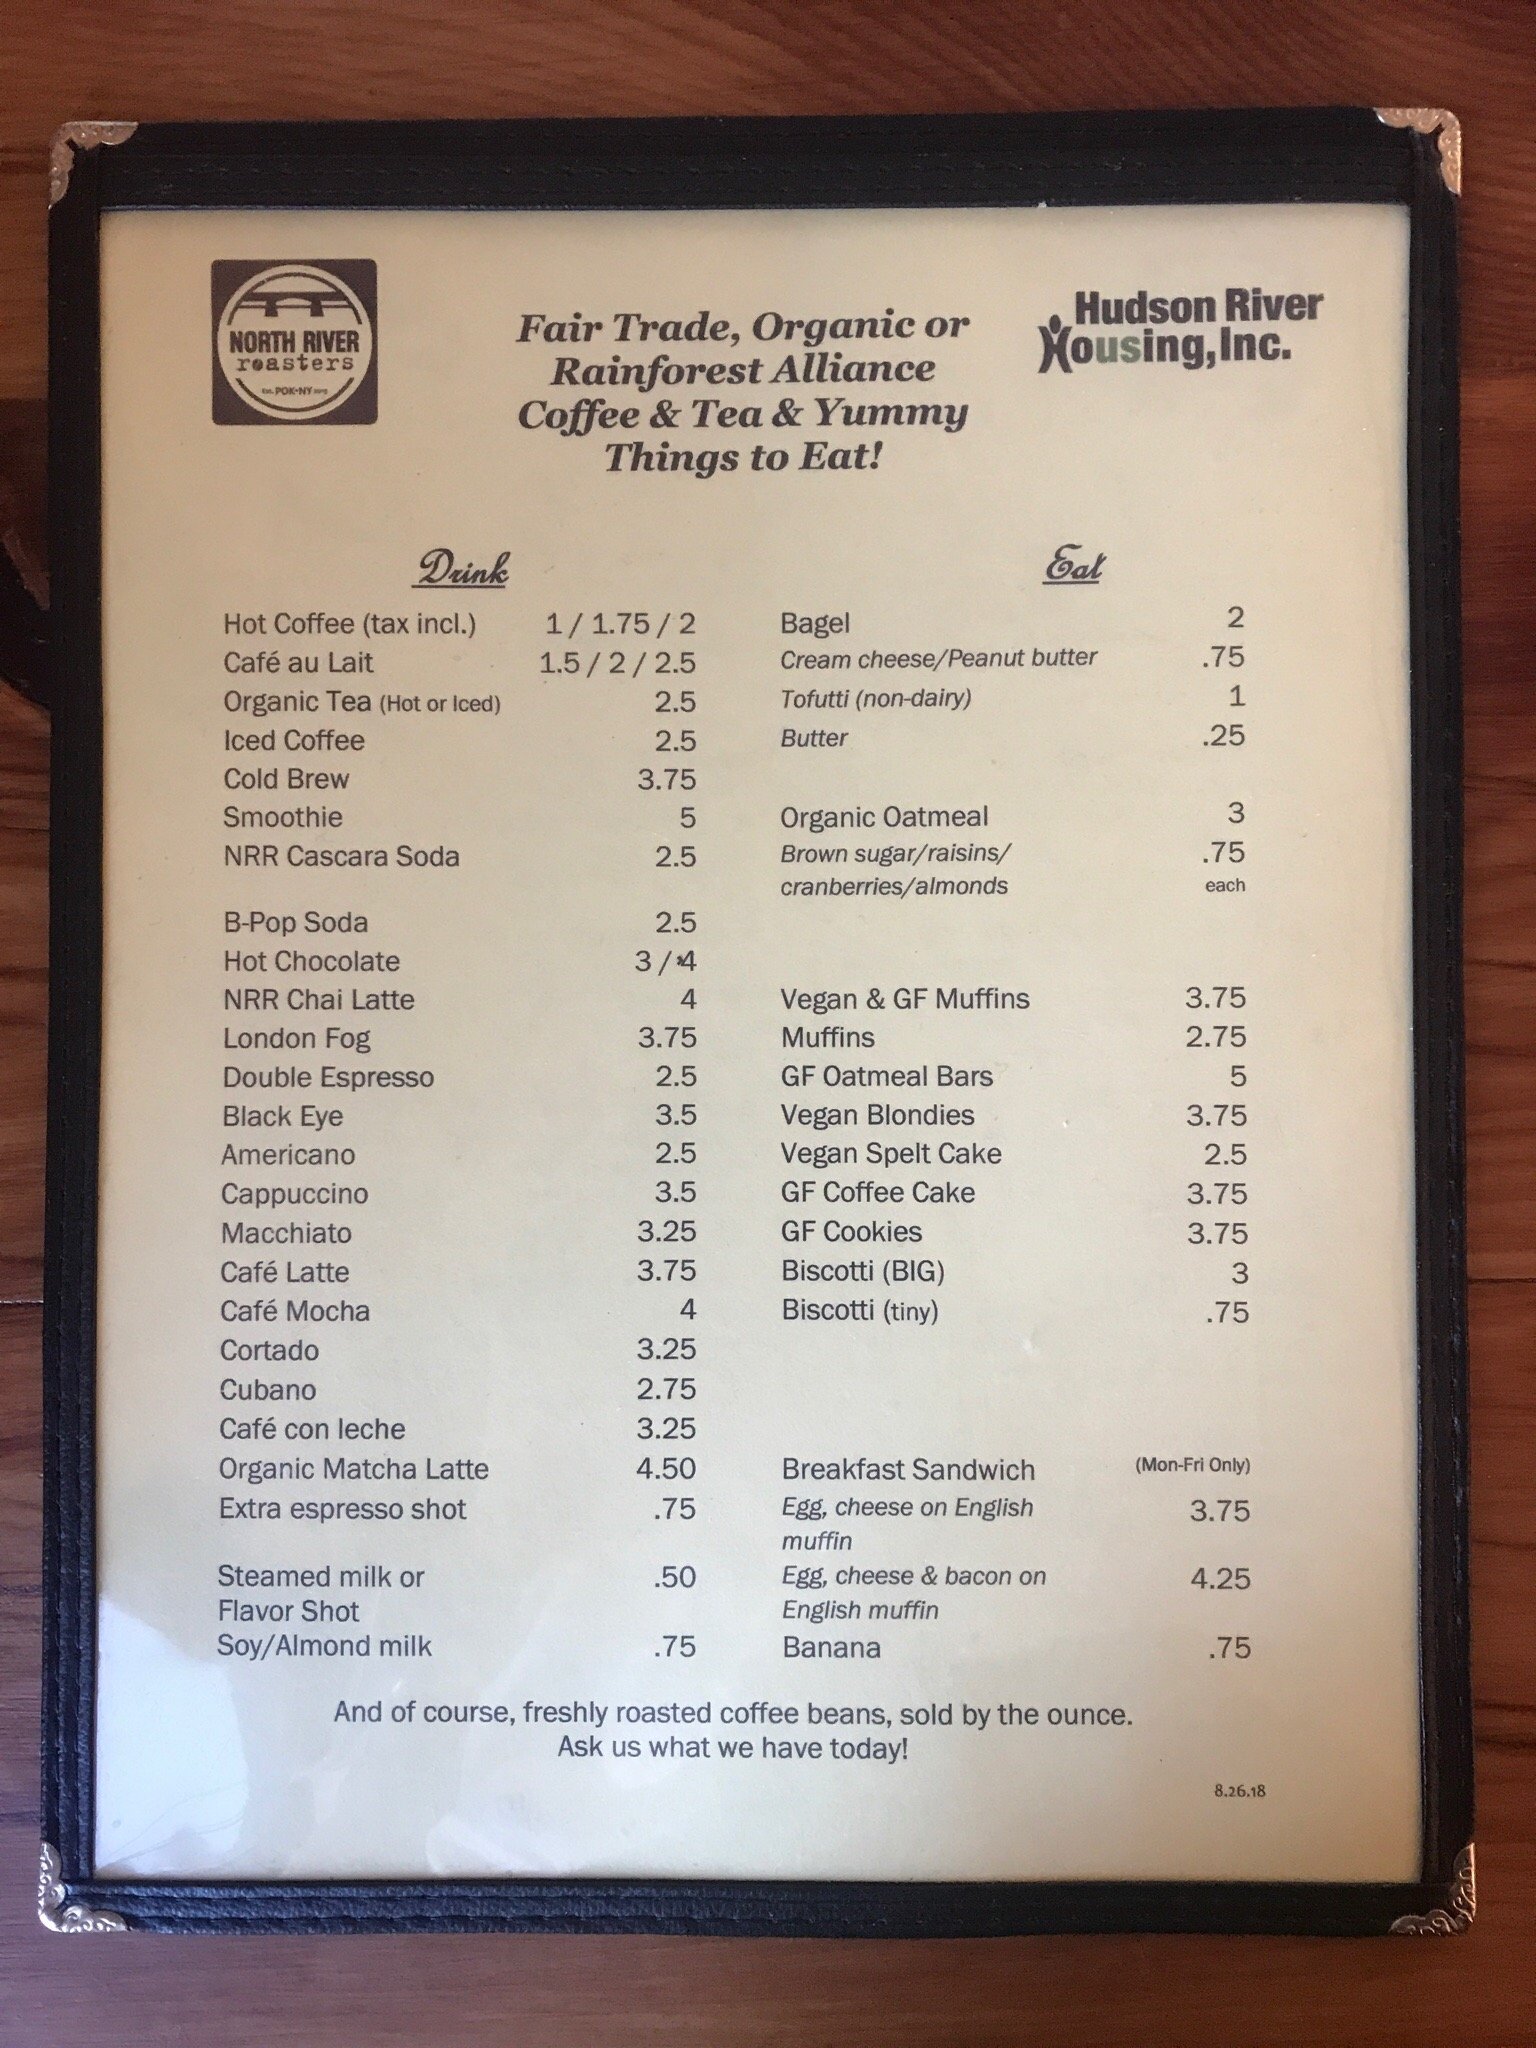 NORTH RIVER
roasters
Est. POK-NY 2015
Fair Trade, Organic or
Rainforest Alliance
Coffee & Tea & Yummy
Things to Eat!
Hudson River
Housing, Inc.
Drink
Hot Coffee (tax incl.) 1 / 1.75 / 2
Café au Lait 1.5 / 2 / 2.5
Organic Tea (Hot or Iced) 2.5
Iced Coffee 2.5
Cold Brew 3.75
Smoothie 5
NRR Cascara Soda 2.5
B-Pop Soda 2.5
Hot Chocolate 3 / 4
NRR Chai Latte 4
London Fog 3.75
Double Espresso 2.5
Black Eye 3.5
Americano 2.5
Cappuccino 3.5
Macchiato 3.25
Café Latte 3.75
Café Mocha 4
Cortado 3.25
Cubano 2.75
Café con leche 3.25
Organic Matcha Latte 4.50
Extra espresso shot .75
Steamed milk or .50
Flavor Shot
Soy/Almond milk .75
Eat
Bagel 2
Cream cheese/Peanut butter .75
Tofutti (non-dairy) 1
Butter .25
Organic Oatmeal 3
Brown sugar/raisins/ .75
cranberries/almonds each
Vegan & GF Muffins 3.75
Muffins 2.75
GF Oatmeal Bars 5
Vegan Blondies 3.75
Vegan Spelt Cake 2.5
GF Coffee Cake 3.75
GF Cookies 3.75
Biscotti (BIG) 3
Biscotti (tiny) .75
Breakfast Sandwich (Mon-Fri Only)
Egg, cheese on English 3.75
muffin
Egg, cheese & bacon on 4.25
English muffin
Banana .75
And of course, freshly roasted coffee beans, sold by the ounce.
Ask us what we have today!
8.26.18